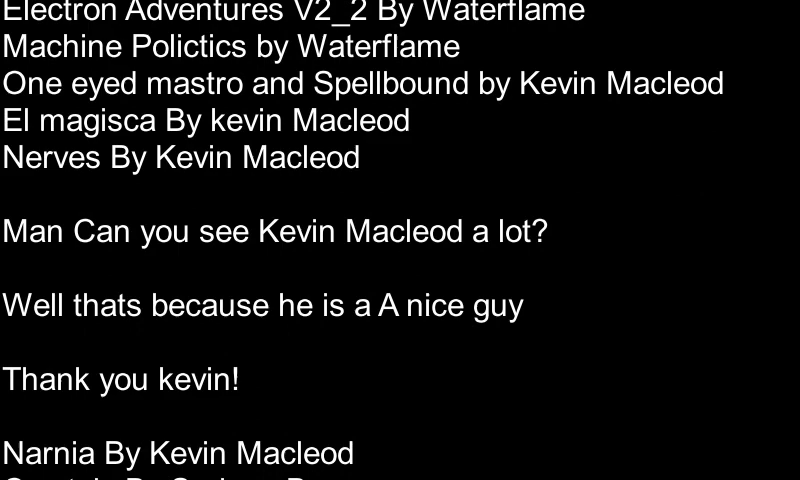 Electron Adventures V2_2 By Waterflame
Machine Polictics by Waterflame
One eyed mastro and Spellbound by Kevin Macleod
El magisca By kevin Macleod
Nerves By Kevin Macleod
Man Can you see Kevin Macleod a lot?
Well thats because he is a A nice guy
Thank you kevin!
Narnia By Kevin Macleod